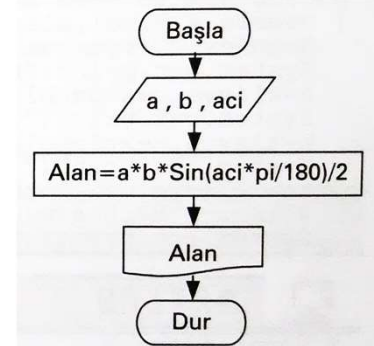 Başla
a , b , aci
Alan=a*b*Sin(aci*pi/180)/2
Alan
Dur